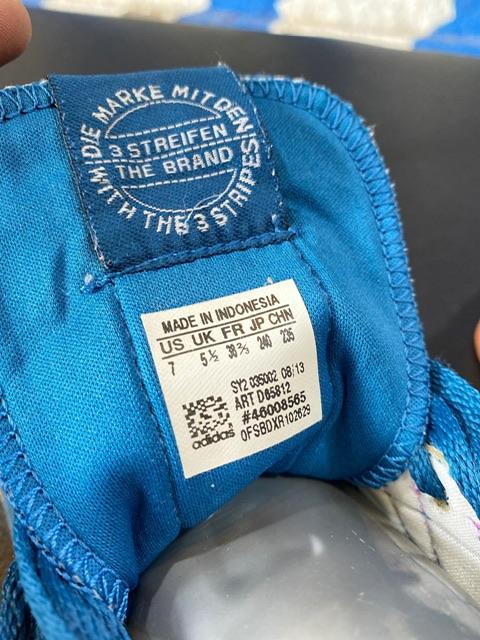 DIE MARKE MIT DEN
3 STREIFEN
THE BRAND
WITH THE 3 STRIPES
MADE IN INDONESIA
US UK FR JP CHN
7 5½ 38⅔ 240 235
SY2 035002 08/13
ART D65812
#46008565
adidas 0FSBDXR102629